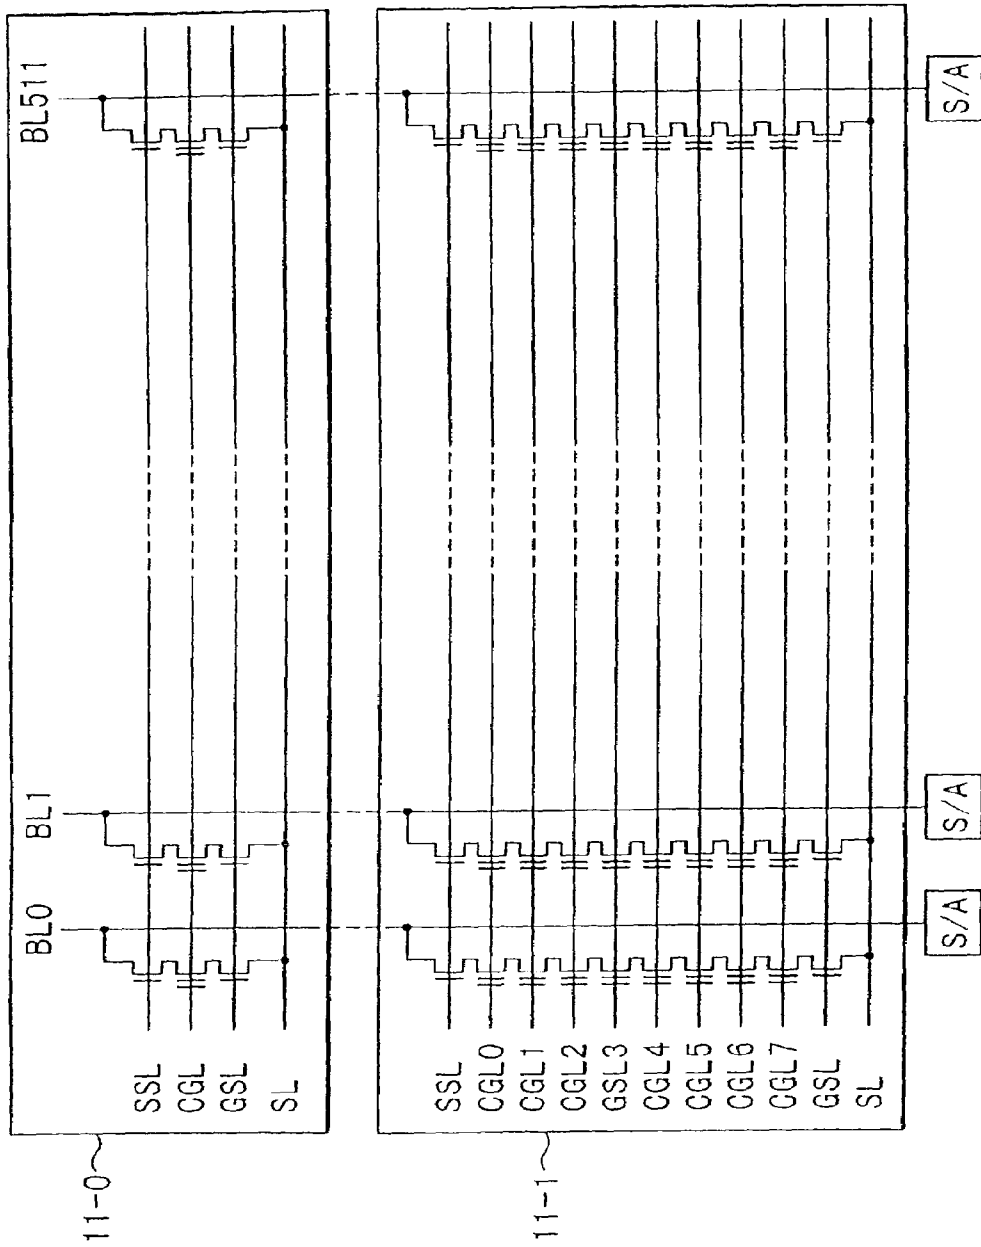 BL0
BL1
BL511
SSL
CGL
GSL
SL
11-0
SSL
CGL0
CGL1
CGL2
GSL3
CGL4
CGL5
CGL6
CGL7
GSL
SL
11-1
S/A
S/A
S/A